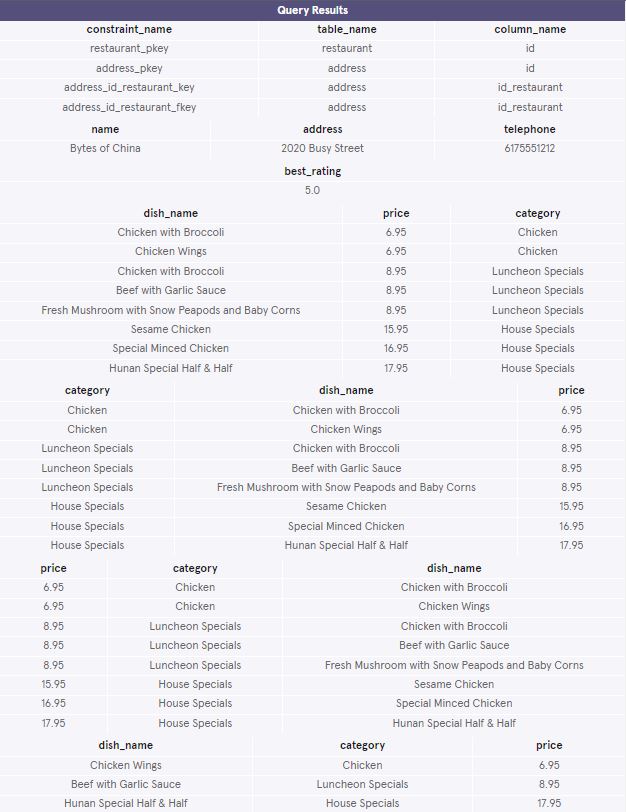 Query Results
constraint_name table_name column_name
restaurant_pkey restaurant id
address_pkey address id
address_id_restaurant_key address id_restaurant
address_id_restaurant_fkey address id_restaurant
name address telephone
Bytes of China 2020 Busy Street 6175551212
best_rating
5.0
dish_name price category
Chicken with Broccoli 6.95 Chicken
Chicken Wings 6.95 Chicken
Chicken with Broccoli 8.95 Luncheon Specials
Beef with Garlic Sauce 8.95 Luncheon Specials
Fresh Mushroom with Snow Peapods and Baby Corns 8.95 Luncheon Specials
Sesame Chicken 15.95 House Specials
Special Minced Chicken 16.95 House Specials
Hunan Special Half & Half 17.95 House Specials
category dish_name price
Chicken Chicken with Broccoli 6.95
Chicken Chicken Wings 6.95
Luncheon Specials Chicken with Broccoli 8.95
Luncheon Specials Beef with Garlic Sauce 8.95
Luncheon Specials Fresh Mushroom with Snow Peapods and Baby Corns 8.95
House Specials Sesame Chicken 15.95
House Specials Special Minced Chicken 16.95
House Specials Hunan Special Half & Half 17.95
price category dish_name
6.95 Chicken Chicken with Broccoli
6.95 Chicken Chicken Wings
8.95 Luncheon Specials Chicken with Broccoli
8.95 Luncheon Specials Beef with Garlic Sauce
8.95 Luncheon Specials Fresh Mushroom with Snow Peapods and Baby Corns
15.95 House Specials Sesame Chicken
16.95 House Specials Special Minced Chicken
17.95 House Specials Hunan Special Half & Half
dish_name category price
Chicken Wings Chicken 6.95
Beef with Garlic Sauce Luncheon Specials 8.95
Hunan Special Half & Half House Specials 17.95